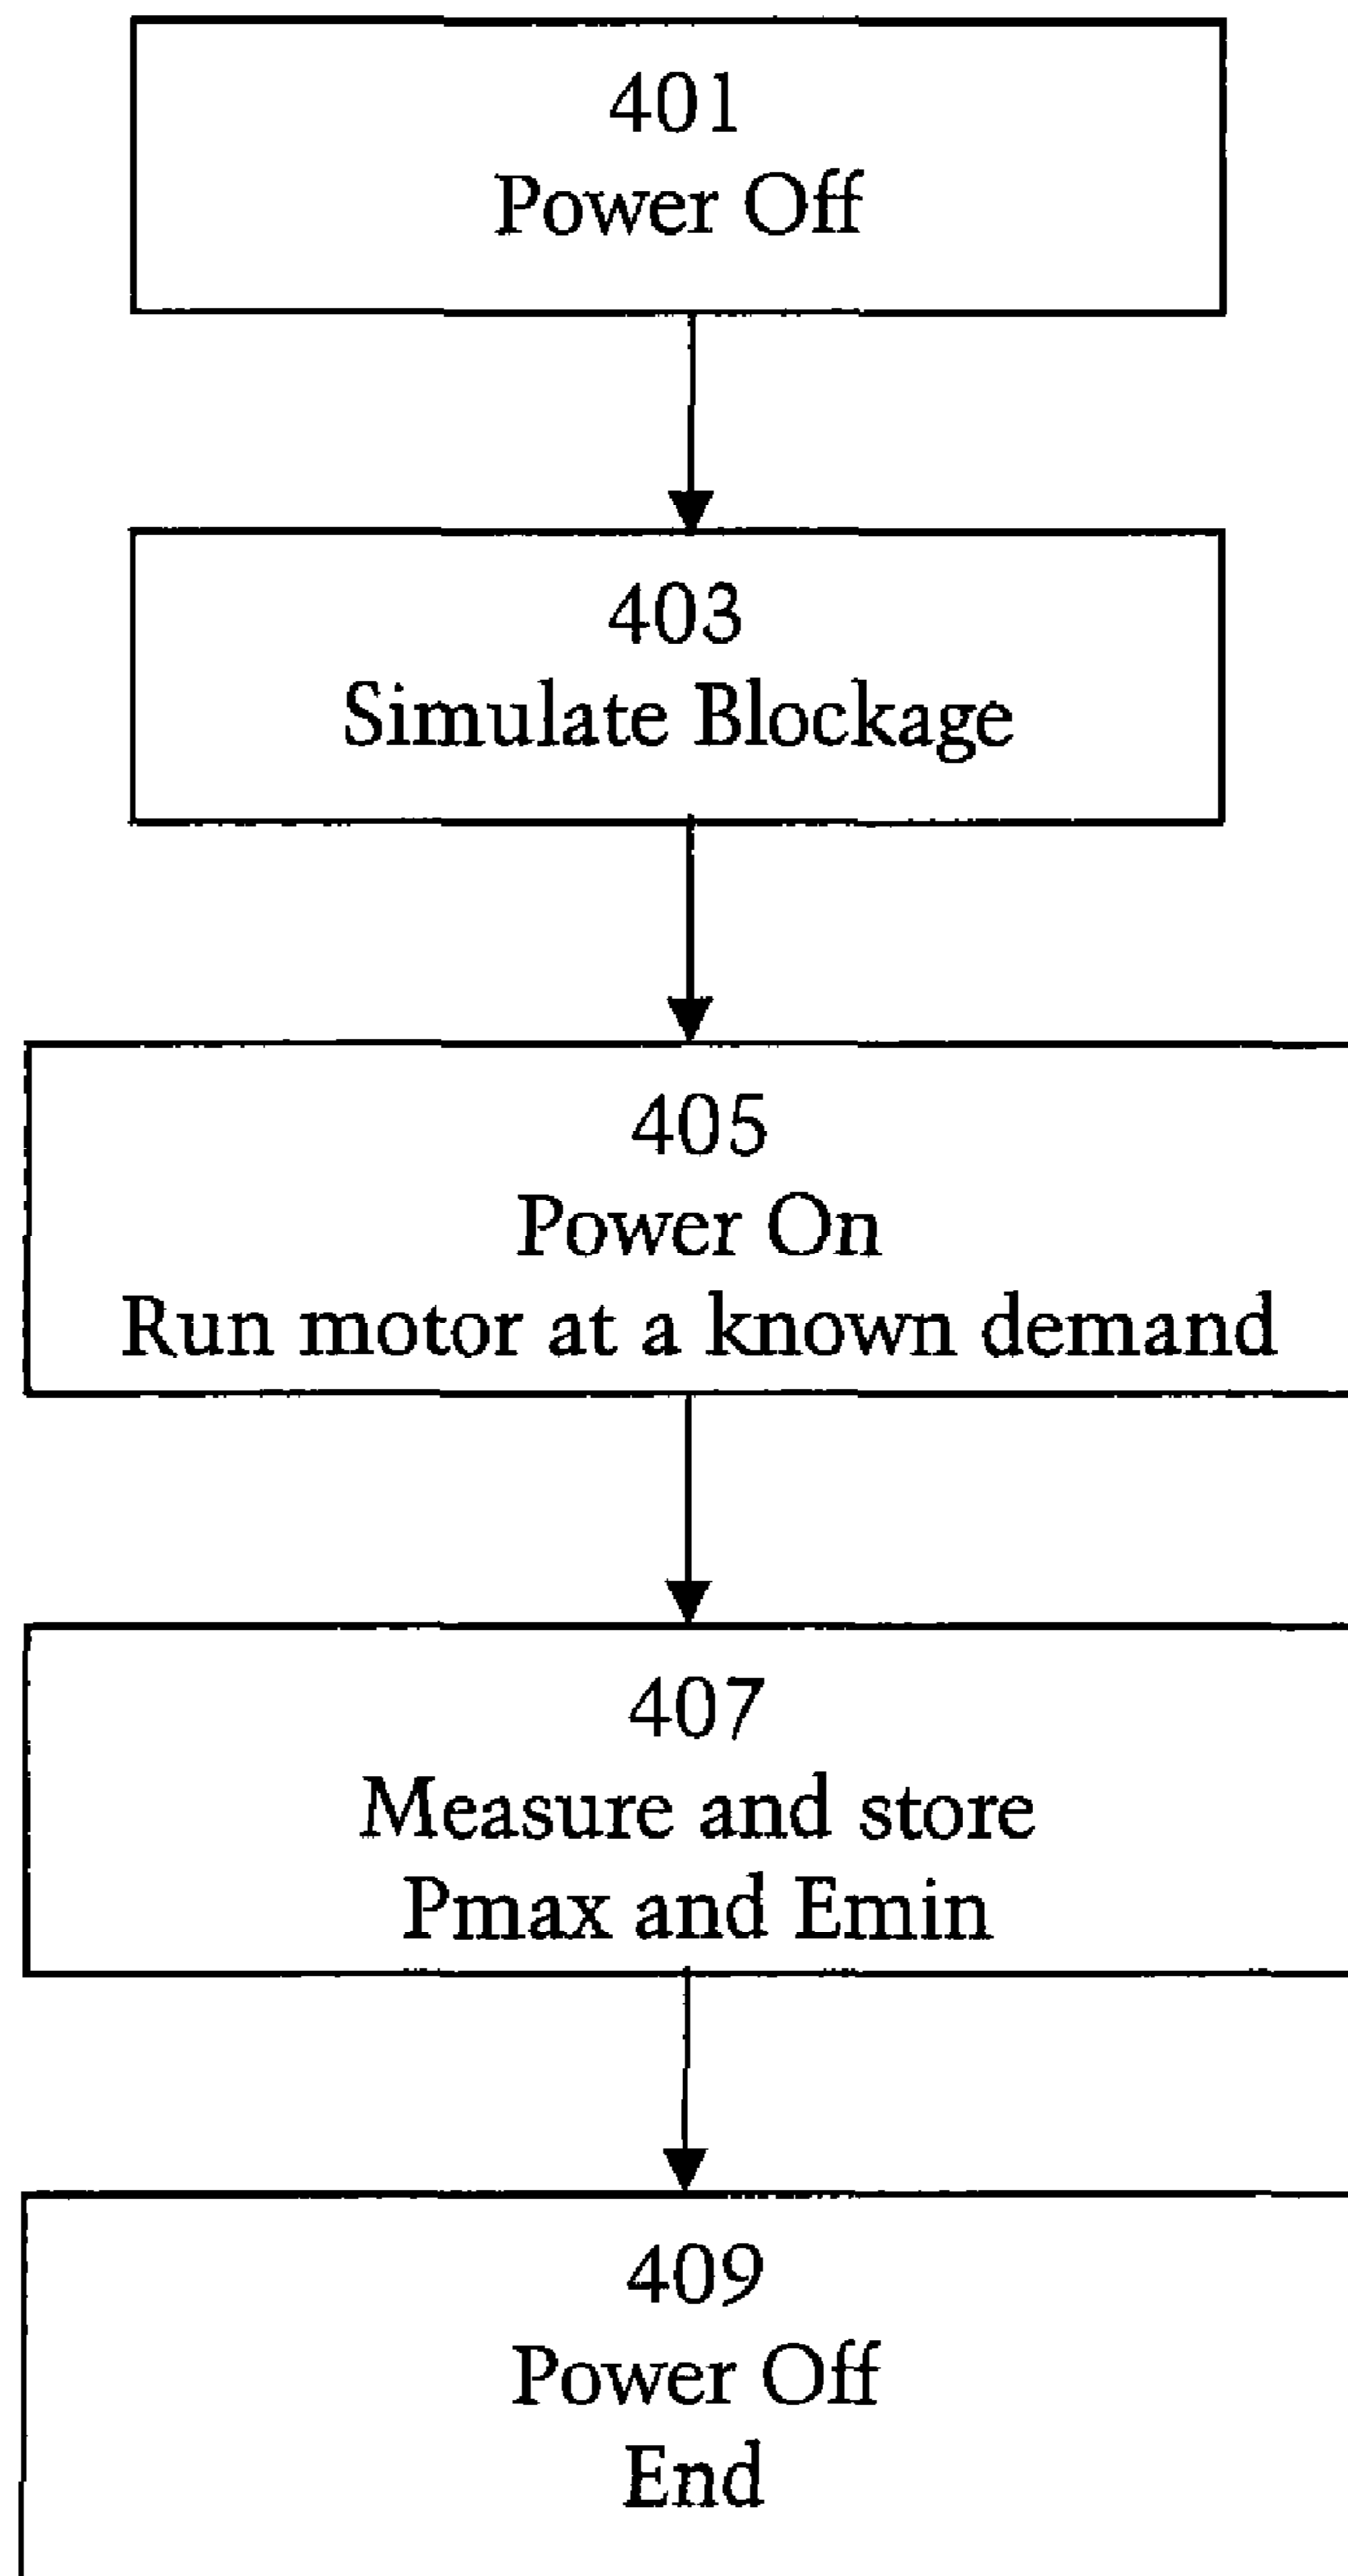 401
Power Off
403
Simulate Blockage
405
Power On
Run motor at a known demand
407
Measure and store
Pmax and Emin
409
Power Off
End